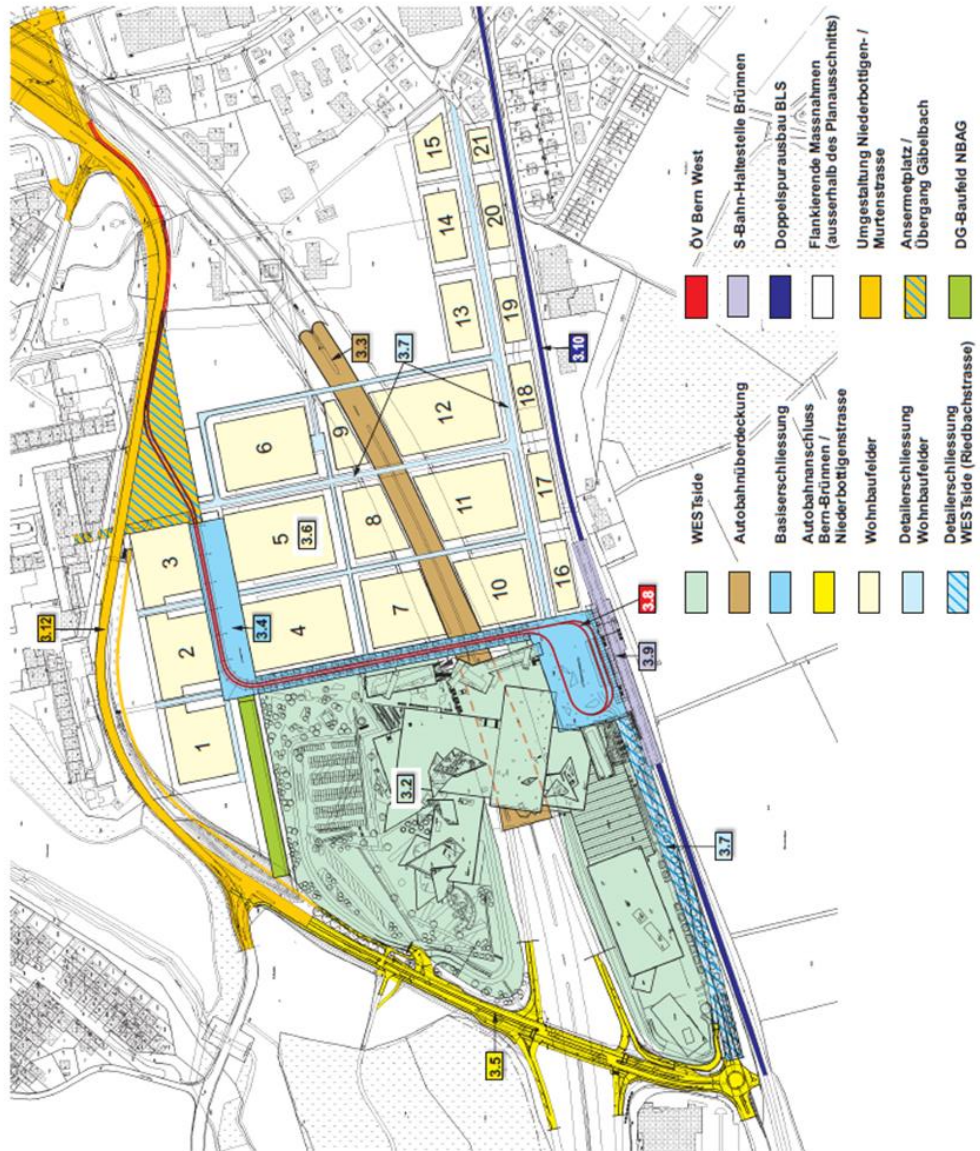 3.12
1
2
3
3.4
4
5
6
3.6
7
8
9
3.3
3.2
3.7
10
11
12
13
14
15
16
17
18
19
20
21
3.5
3.8
3.9
3.10
3.7
WESTside
Autobahnüberdeckung
Basiserschliessung
Autobahnanschluss
Bern-Brünnen /
Niederbottigenstrasse
Wohnbaufelder
Detailerschliessung
Wohnbaufelder
Detailerschliessung
WESTside (Riedbachstrasse)
ÖV Bern West
S-Bahn-Haltestelle Brünnen
Doppelspurausbau BLS
Flankierende Massnahmen
(ausserhalb des Planausschnitts)
Umgestaltung Niederbottigen- /
Murtenstrasse
Ansermetplatz /
Übergang Gäbelbach
DG-Baufeld NBAG